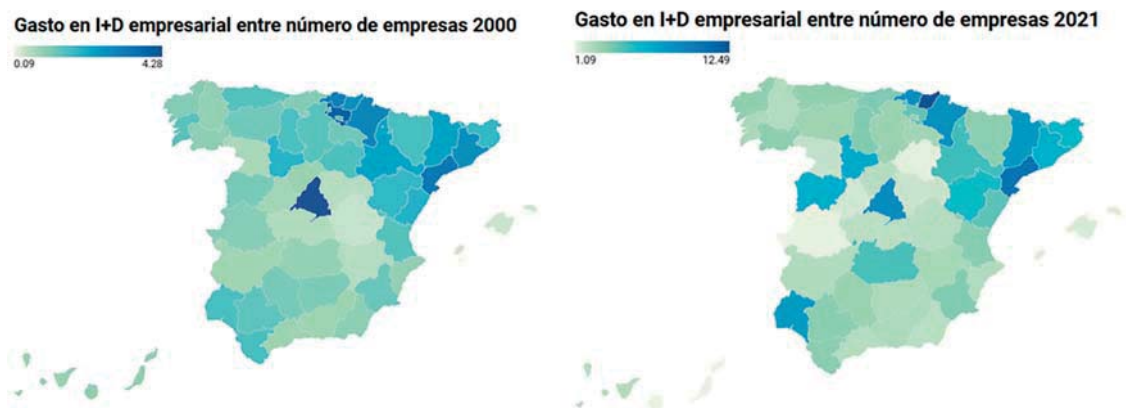 Gasto en I+D empresarial entre número de empresas 2000
0.09 4.28
Gasto en I+D empresarial entre número de empresas 2021
1.09 12.49